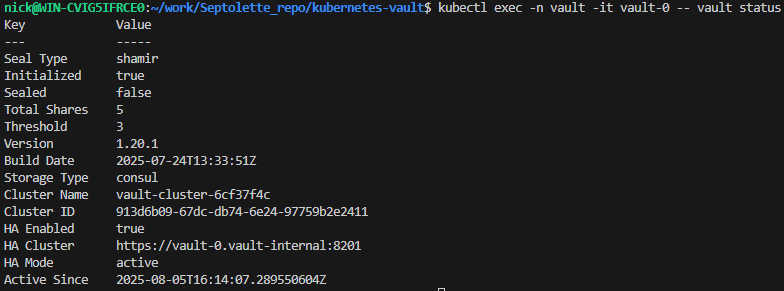 nick@WIN-CVIG5IFRCE0:~/work/Septolette_repo/kubernetes-vault$ kubectl exec -n vault -it vault-0 -- vault status
Key             Value
---             -----
Seal Type       shamir
Initialized     true
Sealed          false
Total Shares    5
Threshold       3
Version         1.20.1
Build Date      2025-07-24T13:33:51Z
Storage Type    consul
Cluster Name    vault-cluster-6cf37f4c
Cluster ID      913d6b09-67dc-db74-6e24-97759b2e2411
HA Enabled      true
HA Cluster      https://vault-0.vault-internal:8201
HA Mode         active
Active Since    2025-08-05T16:14:07.289550604Z